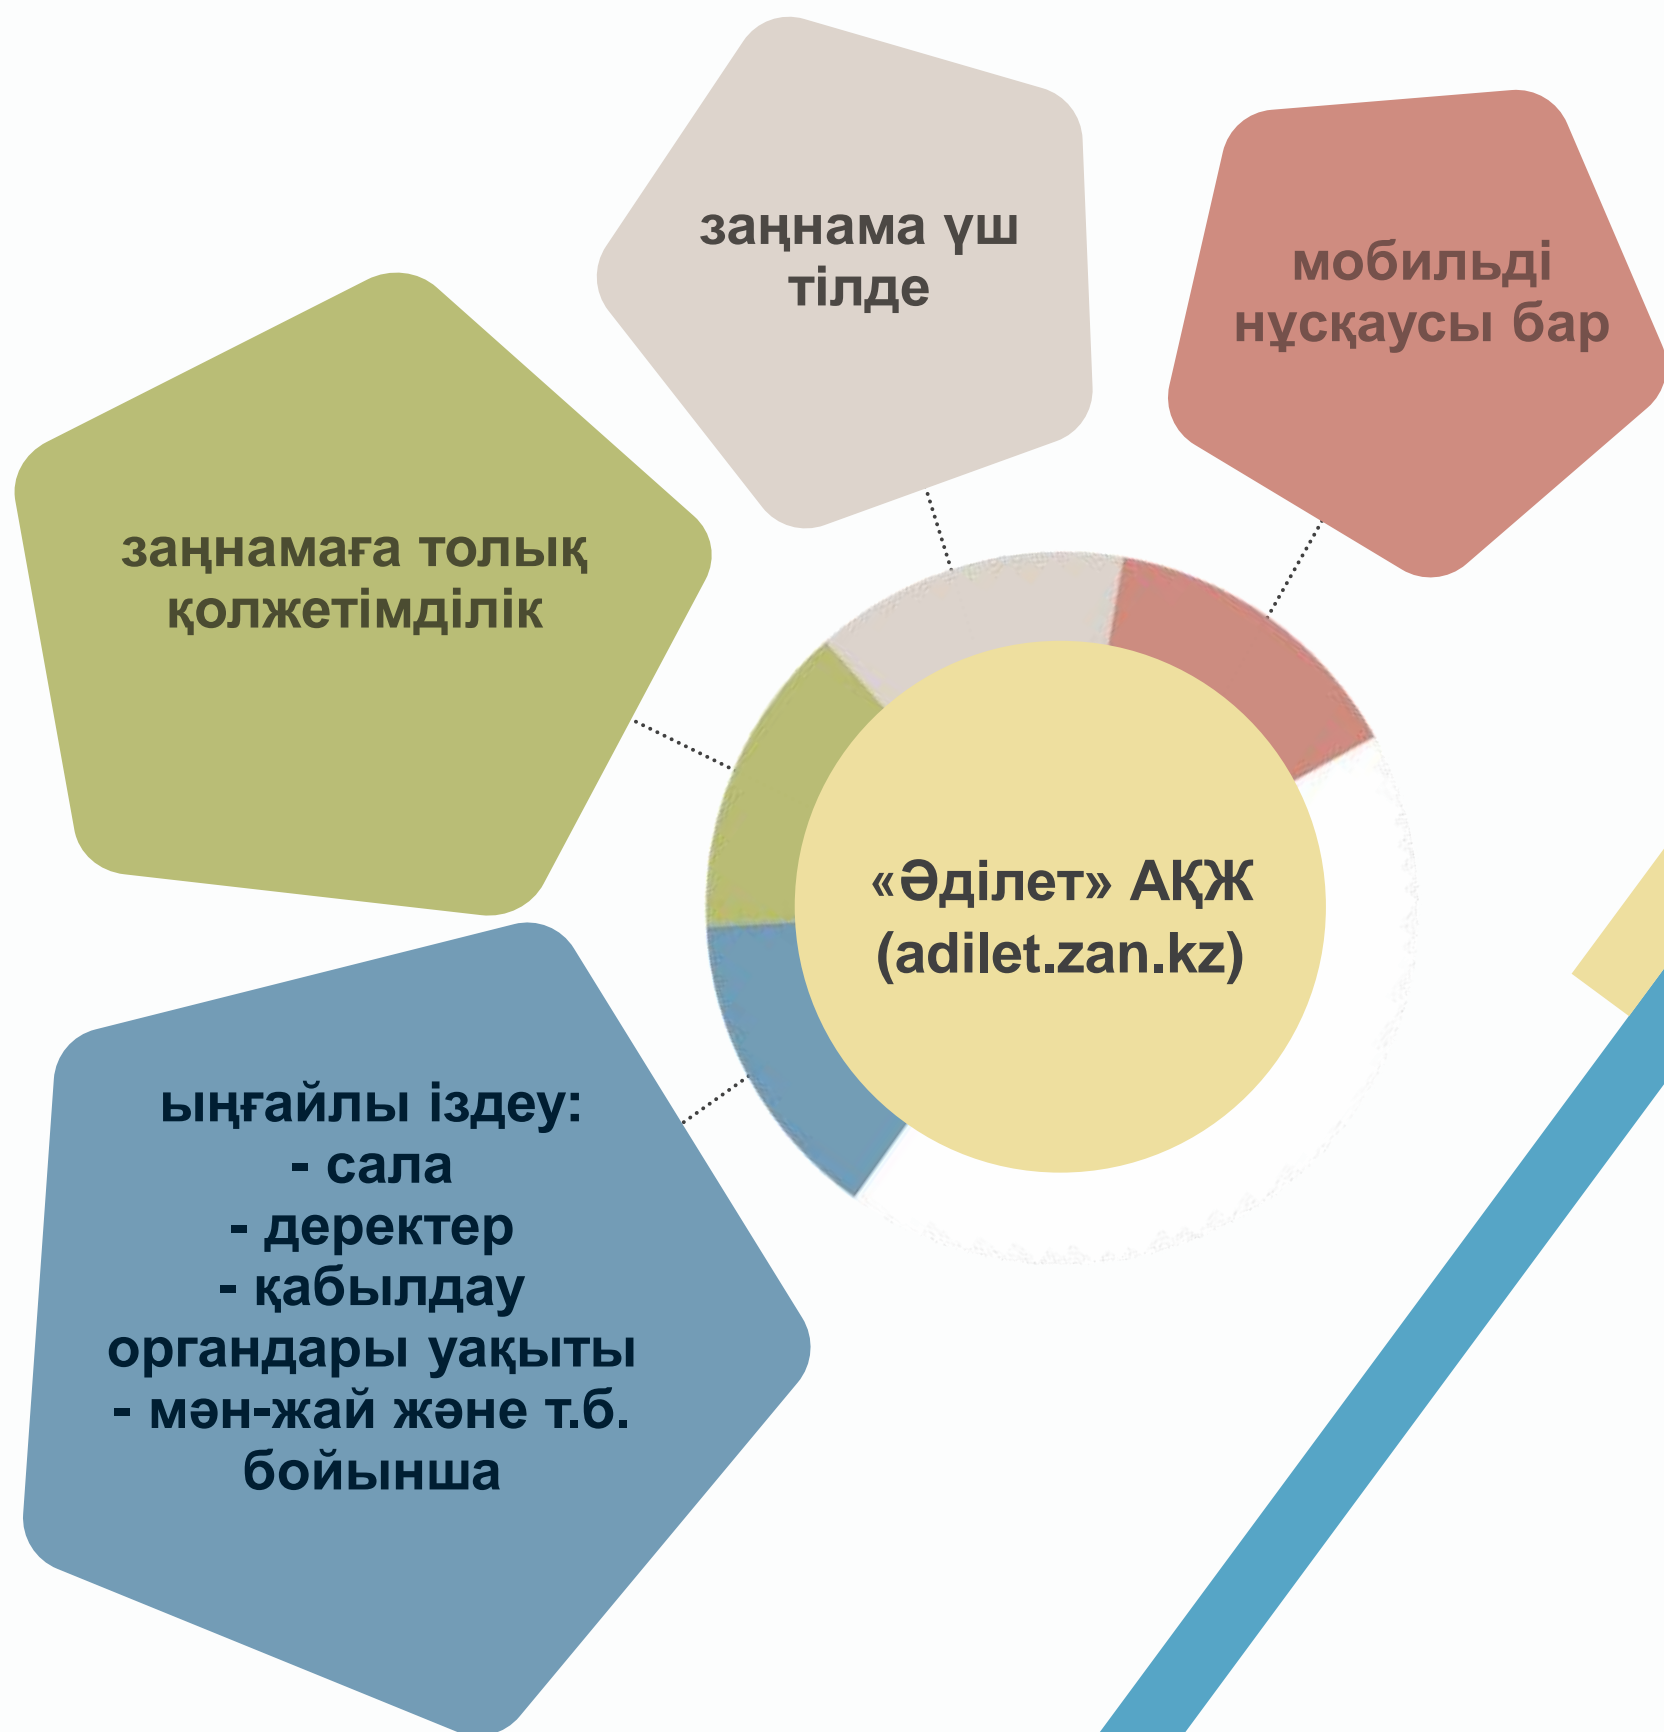 заңнама үш
тілде
мобильді
нұсқаусы бар
заңнамаға толық
қолжетімділік
«Әділет» АҚЖ
(adilet.zan.kz)
ыңғайлы іздеу:
- сала
- деректер
- қабылдау
органдары уақыты
- мән-жай және т.б.
бойынша